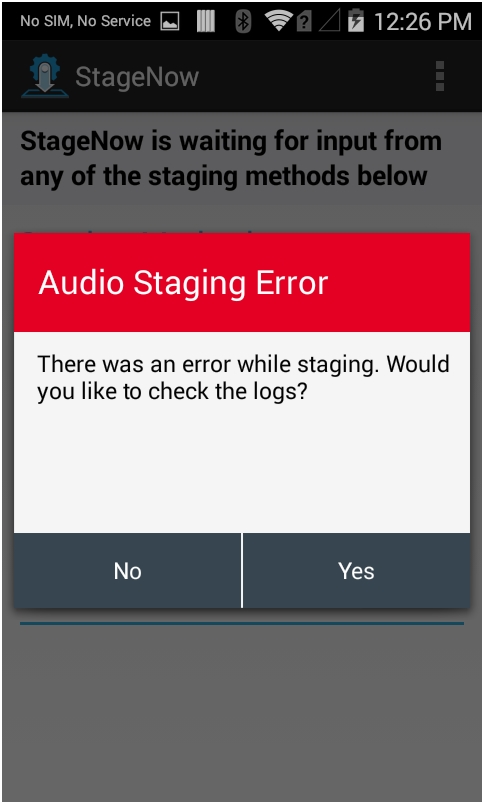 No SIM, No Service 12:26 PM
StageNow
StageNow is waiting for input from
any of the staging methods below
Audio Staging Error
There was an error while staging. Would
you like to check the logs?
No
Yes